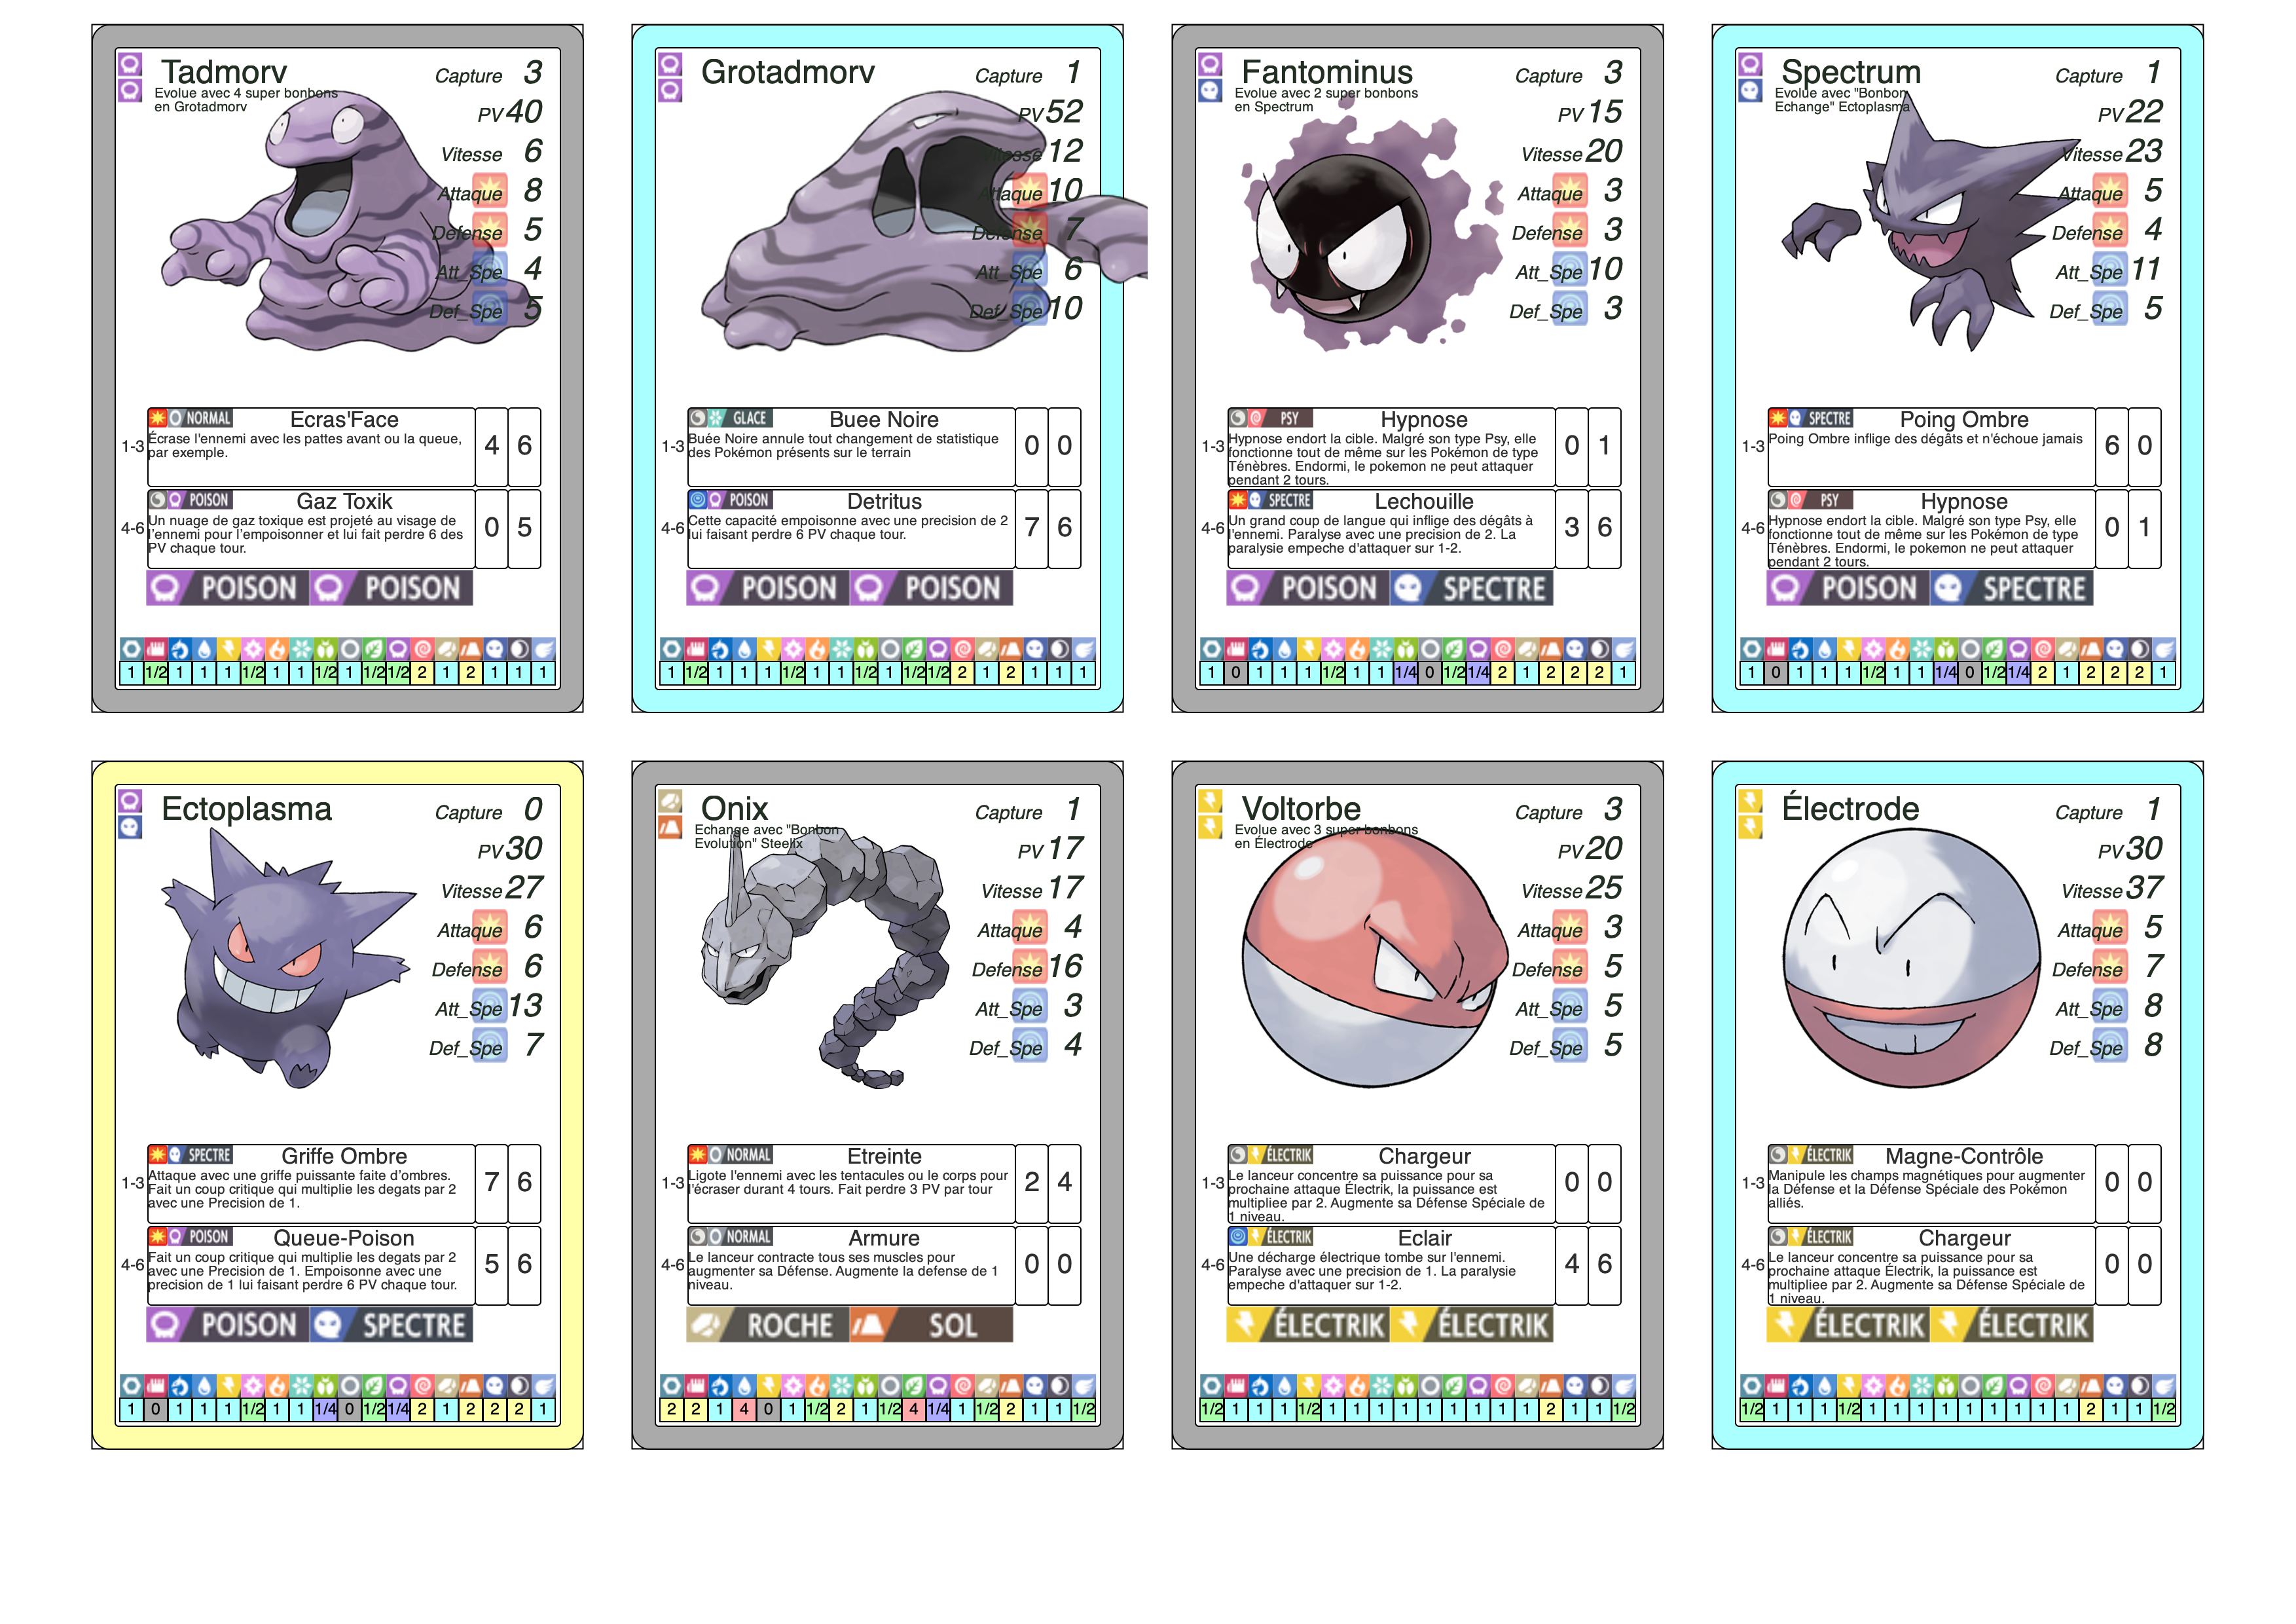 Tadmorv
Evolue avec 4 super bonbons
en Grotadmorv
Capture 3
PV 40
Vitesse 6
Attaque 8
Defense 5
Att_Spe 4
Def_Spe 5
NORMAL Ecras'Face
1-3 Écrase l'ennemi avec les pattes avant ou la queue,
par exemple.
4 6
POISON Gaz Toxik
4-6 Un nuage de gaz toxique est projeté au visage de
l'ennemi pour l'empoisonner et lui fait perdre 6 des
PV chaque tour.
0 5
POISON POISON
1 1/2 1 1 1 1/2 1 1 1/2 1 1/2 1/2 2 1 2 1 1 1
Grotadmorv
Capture 1
PV 52
Vitesse 12
Attaque 10
Defense 7
Att_Spe 6
Def_Spe 10
GLACE Buee Noire
1-3 Buée Noire annule tout changement de statistique
des Pokémon présents sur le terrain
0 0
POISON Detritus
4-6 Cette capacité empoisonne avec une precision de 2
lui faisant perdre 6 PV chaque tour.
7 6
POISON POISON
1 1/2 1 1 1 1/2 1 1 1/2 1 1/2 1/2 2 1 2 1 1 1
Fantominus
Evolue avec 2 super bonbons
en Spectrum
Capture 3
PV 15
Vitesse 20
Attaque 3
Defense 3
Att_Spe 10
Def_Spe 3
PSY Hypnose
1-3 Hypnose endort la cible. Malgré son type Psy, elle
fonctionne tout de même sur les Pokémon de type
Ténèbres. Endormi, le pokemon ne peut attaquer
pendant 2 tours.
0 1
SPECTRE Lechouille
4-6 Un grand coup de langue qui inflige des dégâts à
l'ennemi. Paralyse avec une precision de 2. La
paralysie empeche d'attaquer sur 1-2.
3 6
POISON SPECTRE
1 0 1 1 1 1/2 1 1 1/4 0 1/2 1/4 2 1 2 2 2 1
Spectrum
Evolue avec "Bonbon
Echange" Ectoplasma
Capture 1
PV 22
Vitesse 23
Attaque 5
Defense 4
Att_Spe 11
Def_Spe 5
SPECTRE Poing Ombre
1-3 Poing Ombre inflige des dégâts et n'échoue jamais
6 0
PSY Hypnose
4-6 Hypnose endort la cible. Malgré son type Psy, elle
fonctionne tout de même sur les Pokémon de type
Ténèbres. Endormi, le pokemon ne peut attaquer
pendant 2 tours.
0 1
POISON SPECTRE
1 0 1 1 1 1/2 1 1 1/4 0 1/2 1/4 2 1 2 2 2 1
Ectoplasma
Capture 0
PV 30
Vitesse 27
Attaque 6
Defense 6
Att_Spe 13
Def_Spe 7
SPECTRE Griffe Ombre
1-3 Attaque avec une griffe puissante faite d'ombres.
Fait un coup critique qui multiplie les degats par 2
avec une Precision de 1.
7 6
POISON Queue-Poison
4-6 Fait un coup critique qui multiplie les degats par 2
avec une Precision de 1. Empoisonne avec une
precision de 1 lui faisant perdre 6 PV chaque tour.
5 6
POISON SPECTRE
1 0 1 1 1 1/2 1 1 1/4 0 1/2 1/4 2 1 2 2 2 1
Onix
Echange avec "Bonbon
Evolution" Steelix
Capture 1
PV 17
Vitesse 17
Attaque 4
Defense 16
Att_Spe 3
Def_Spe 4
NORMAL Etreinte
1-3 Ligote l'ennemi avec les tentacules ou le corps pour
l'écraser durant 4 tours. Fait perdre 3 PV par tour
2 4
NORMAL Armure
4-6 Le lanceur contracte tous ses muscles pour
augmenter sa Défense. Augmente la defense de 1
niveau.
0 0
ROCHE SOL
2 2 1 4 0 1 1/2 2 1 1/2 4 1/4 1 1/2 2 1 1 1/2
Voltorbe
Evolue avec 3 super bonbons
en Électrode
Capture 3
PV 20
Vitesse 25
Attaque 3
Defense 5
Att_Spe 5
Def_Spe 5
ÉLECTRIK Chargeur
1-3 Le lanceur concentre sa puissance pour sa
prochaine attaque Électrik, la puissance est
multipliee par 2. Augmente sa Défense Spéciale de
1 niveau.
0 0
ÉLECTRIK Eclair
4-6 Une décharge électrique tombe sur l'ennemi.
Paralyse avec une precision de 1. La paralysie
empeche d'attaquer sur 1-2.
4 6
ÉLECTRIK ÉLECTRIK
1/2 1 1 1 1/2 1 1 1 1 1 1 1 1 1 2 1 1 1/2
Électrode
Capture 1
PV 30
Vitesse 37
Attaque 5
Defense 7
Att_Spe 8
Def_Spe 8
ÉLECTRIK Magne-Contrôle
1-3 Manipule les champs magnétiques pour augmenter
la Défense et la Défense Spéciale des Pokémon
alliés.
0 0
ÉLECTRIK Chargeur
4-6 Le lanceur concentre sa puissance pour sa
prochaine attaque Électrik, la puissance est
multipliee par 2. Augmente sa Défense Spéciale de
1 niveau.
0 0
ÉLECTRIK ÉLECTRIK
1/2 1 1 1 1/2 1 1 1 1 1 1 1 1 1 2 1 1 1/2